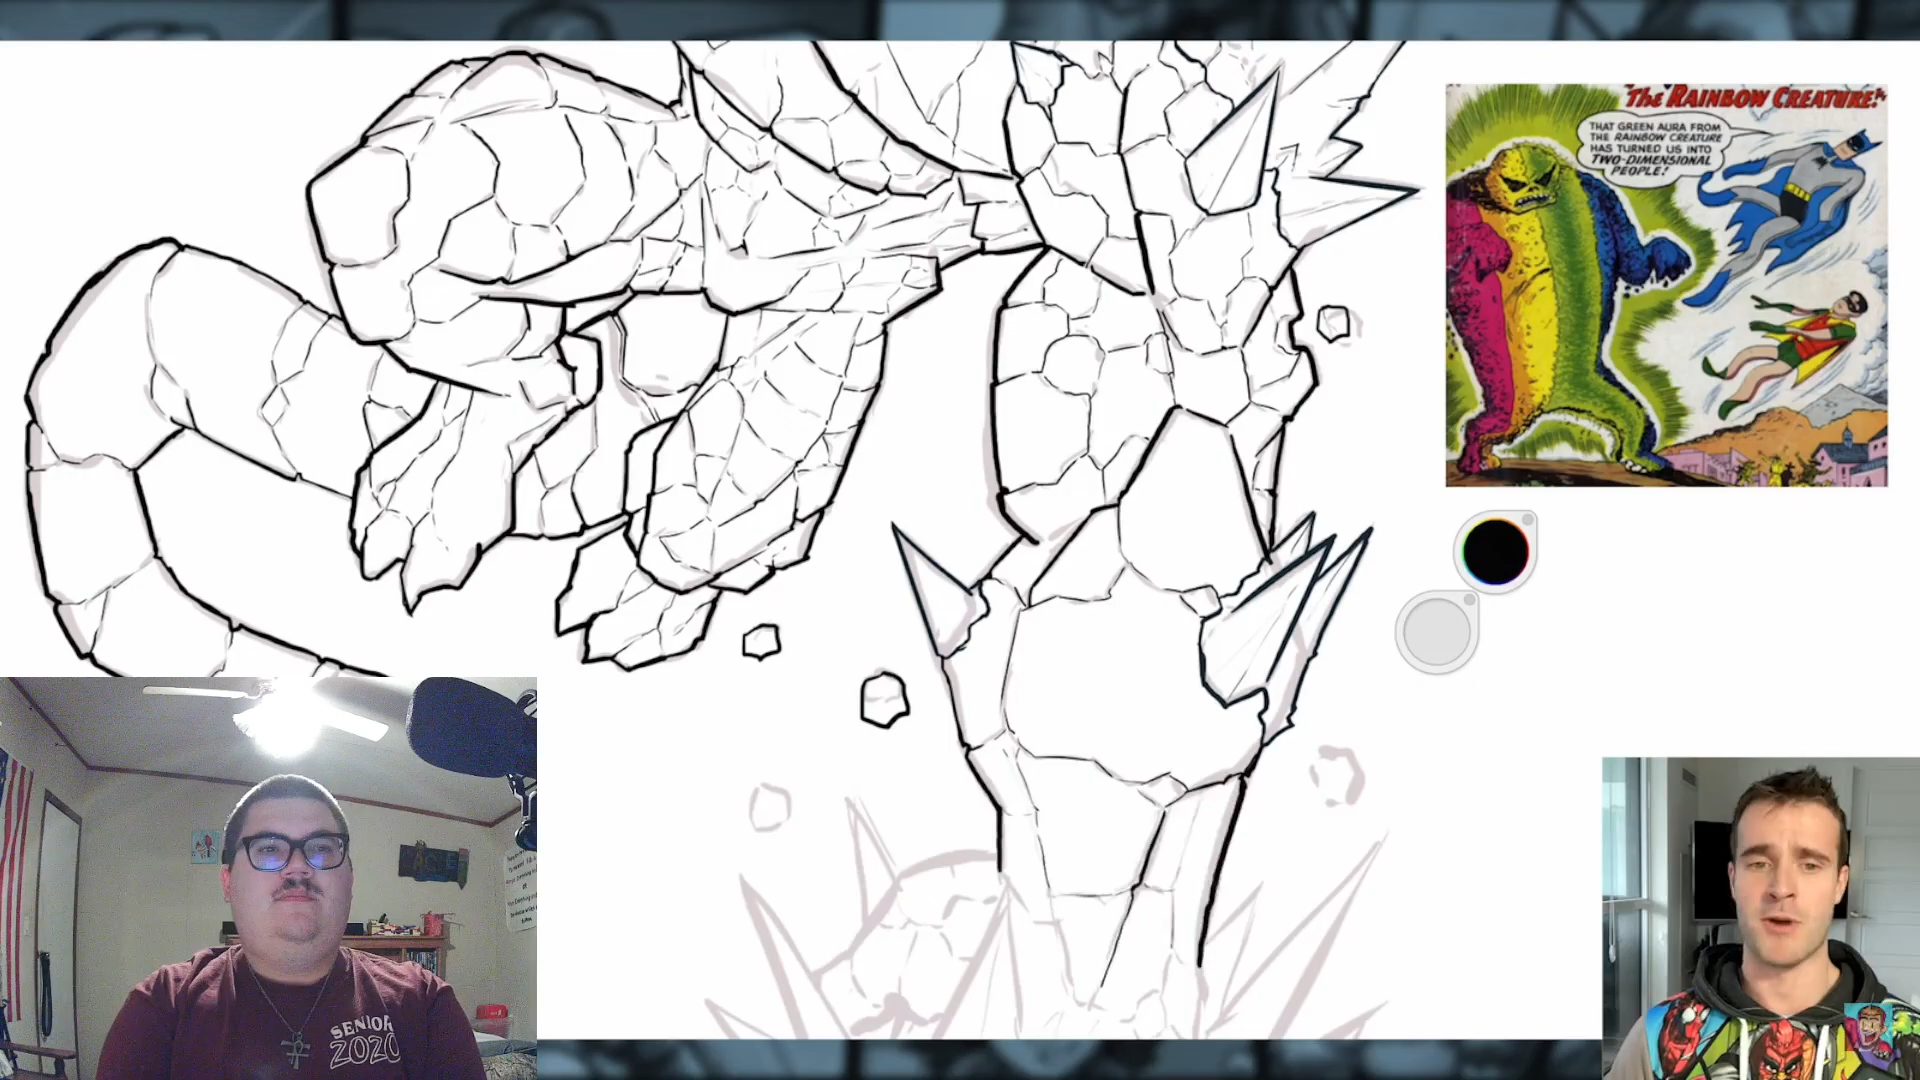 "The RAINBOW CREATURE!"
THAT GREEN AURA FROM
THE RAINBOW CREATURE
HAS TURNED US INTO
TWO-DIMENSIONAL
PEOPLE!
SENIOR
2020